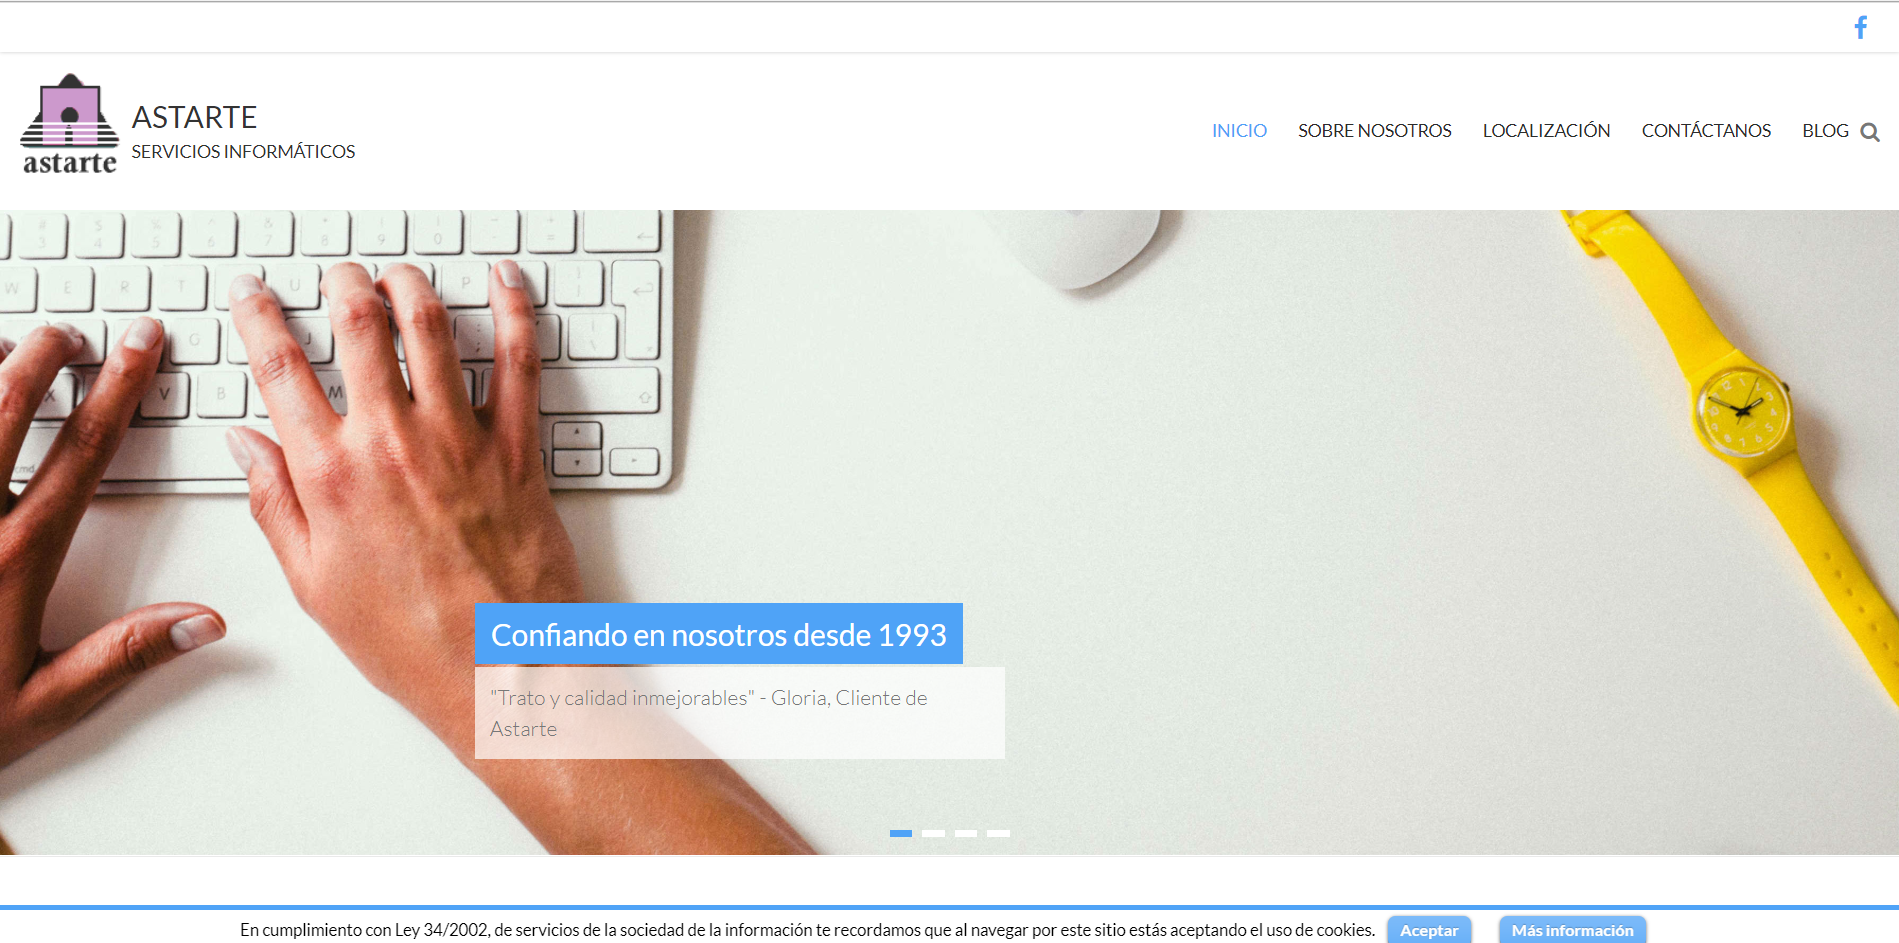 astarte
ASTARTE
SERVICIOS INFORMÁTICOS
INICIO SOBRE NOSOTROS LOCALIZACIÓN CONTÁCTANOS BLOG
Confiando en nosotros desde 1993
"Trato y calidad inmejorables" - Gloria, Cliente de
Astarte
En cumplimiento con Ley 34/2002, de servicios de la sociedad de la información te recordamos que al navegar por este sitio estás aceptando el uso de cookies. Aceptar Más información